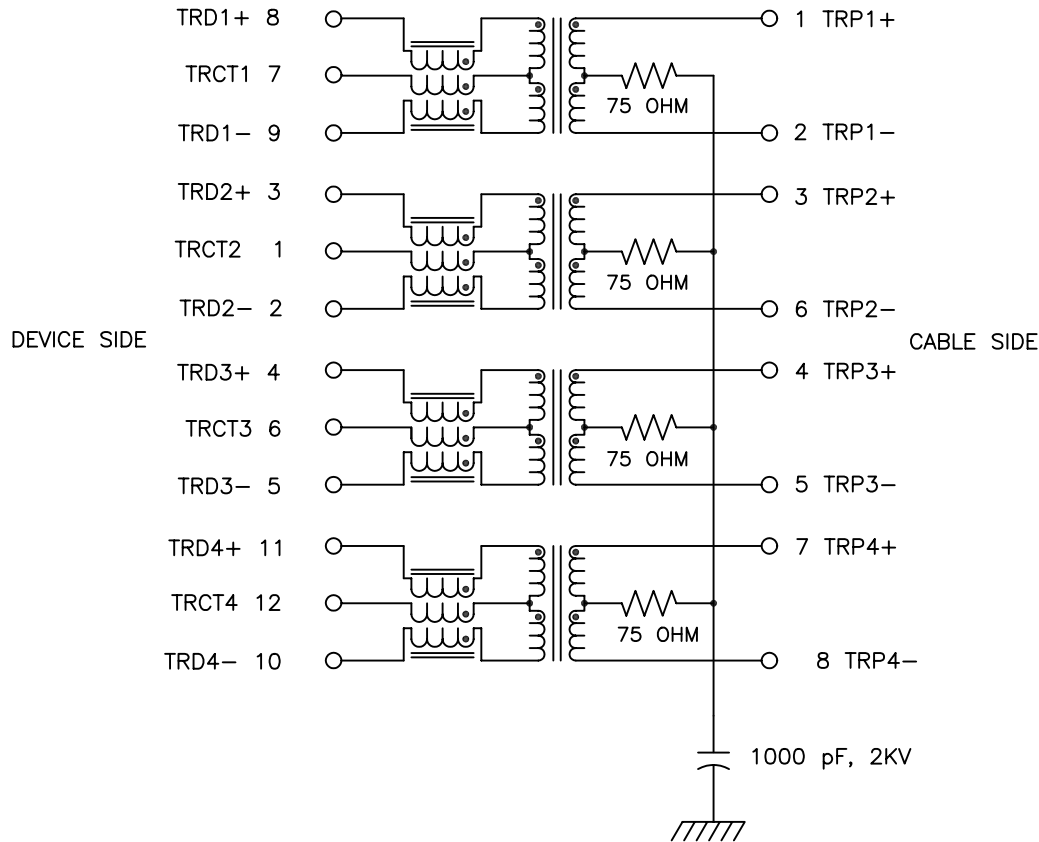 TRD1+ 8
1 TRP1+
TRCT1 7
75 OHM
TRD1- 9
2 TRP1-
TRD2+ 3
3 TRP2+
TRCT2 1
75 OHM
TRD2- 2
6 TRP2-
DEVICE SIDE
CABLE SIDE
TRD3+ 4
4 TRP3+
TRCT3 6
75 OHM
TRD3- 5
5 TRP3-
TRD4+ 11
7 TRP4+
TRCT4 12
75 OHM
TRD4- 10
8 TRP4-
1000 pF, 2KV